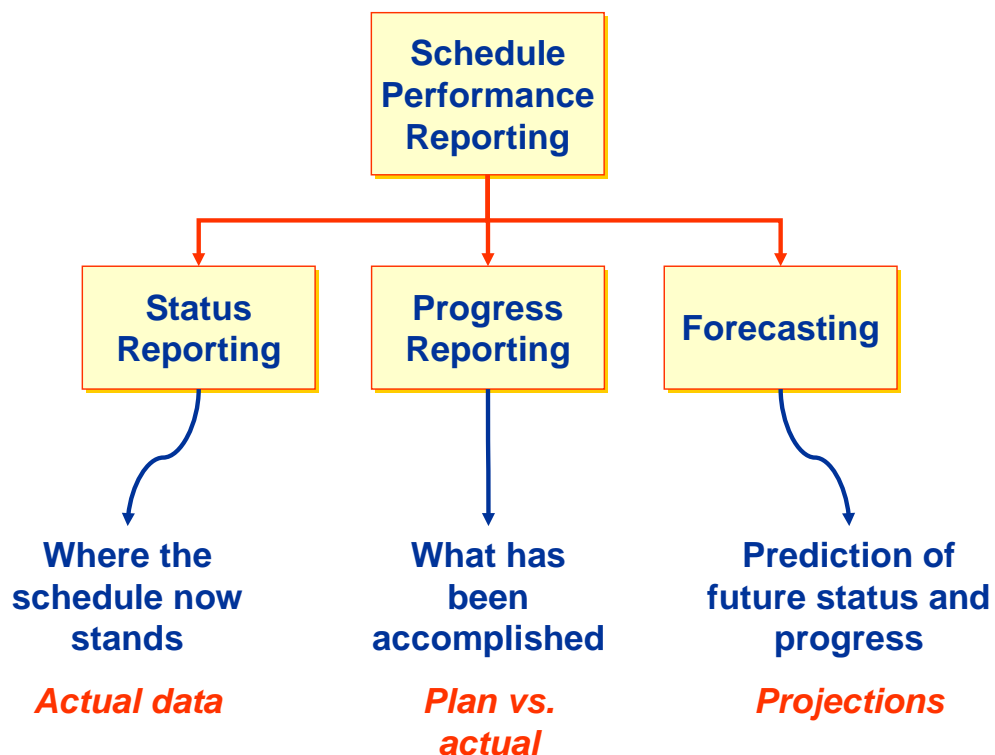 Schedule
Performance
Reporting
Status
Reporting
Progress
Reporting
Forecasting
Where the
schedule now
stands
Actual data
What has
been
accomplished
Plan vs.
actual
Prediction of
future status and
progress
Projections